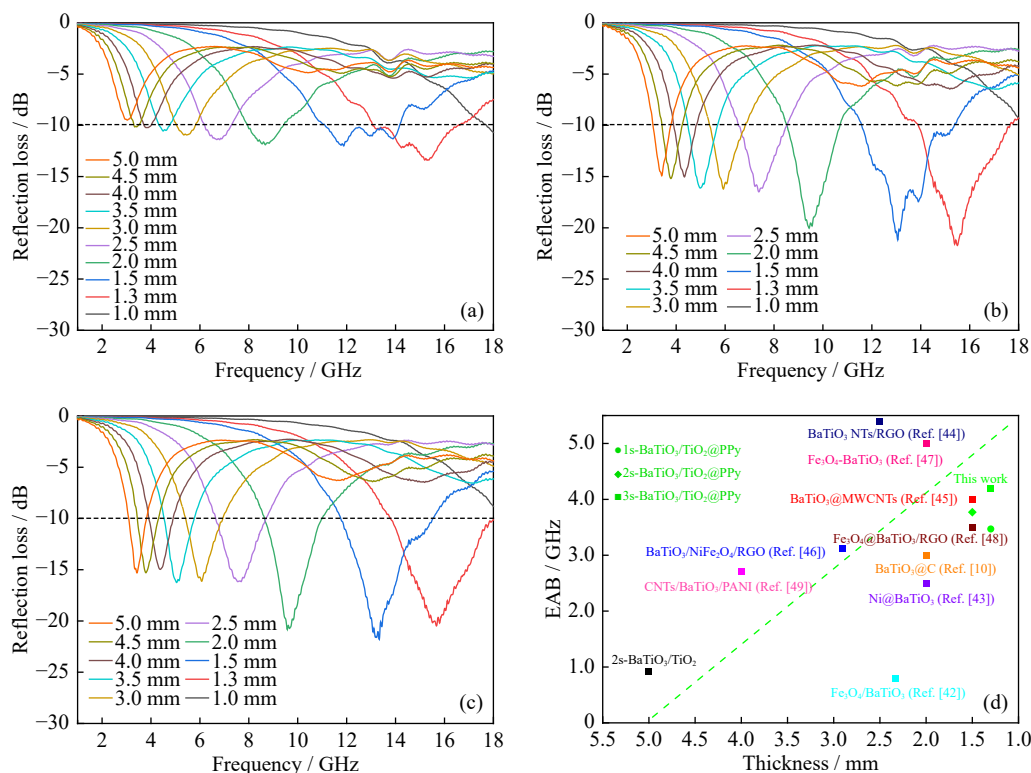 0
−5
−10
−15
−20
−25
−30
Reflection loss / dB
5.0 mm
4.5 mm
4.0 mm
3.5 mm
3.0 mm
2.5 mm
2.0 mm
1.5 mm
1.3 mm
1.0 mm
(a)
2 4 6 8 10 12 14 16 18
Frequency / GHz
0
−5
−10
−15
−20
−25
−30
Reflection loss / dB
5.0 mm 2.5 mm
4.5 mm 2.0 mm
4.0 mm 1.5 mm
3.5 mm 1.3 mm
3.0 mm 1.0 mm
(b)
2 4 6 8 10 12 14 16 18
Frequency / GHz
0
−5
−10
−15
−20
−25
−30
Reflection loss / dB
5.0 mm 2.5 mm
4.5 mm 2.0 mm
4.0 mm 1.5 mm
3.5 mm 1.3 mm
3.0 mm 1.0 mm
(c)
2 4 6 8 10 12 14 16 18
Frequency / GHz
5.0
4.0
3.0
2.0
1.0
0
EAB / GHz
1s-BaTiO₃/TiO₂@PPy
2s-BaTiO₃/TiO₂@PPy
3s-BaTiO₃/TiO₂@PPy
BaTiO₃ NTs/RGO (Ref. [44])
Fe₃O₄-BaTiO₃ (Ref. [47])
This work
BaTiO₃@MWCNTs (Ref. [45])
Fe₃O₄@BaTiO₃/RGO (Ref. [48])
BaTiO₃/NiFe₂O₄/RGO (Ref. [46])
BaTiO₃@C (Ref. [10])
CNTs/BaTiO₃/PANI (Ref. [49])
Ni@BaTiO₃ (Ref. [43])
2s-BaTiO₃/TiO₂
Fe₃O₄/BaTiO₃ (Ref. [42])
(d)
5.5 5.0 4.5 4.0 3.5 3.0 2.5 2.0 1.5 1.0
Thickness / mm